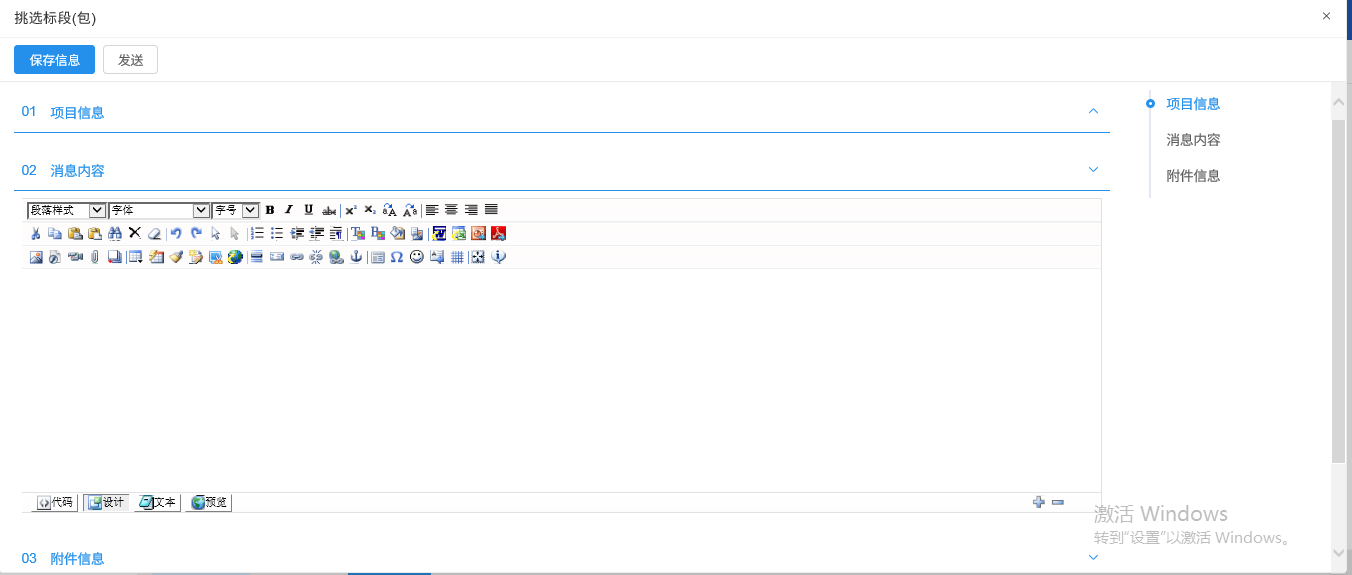 挑选标段(包)
×
保存信息
发送
01 项目信息
02 消息内容
段落样式 字体 字号 B I U abc
代码 设计 文本 预览
03 附件信息
项目信息
消息内容
附件信息
激活 Windows
转到“设置”以激活 Windows。